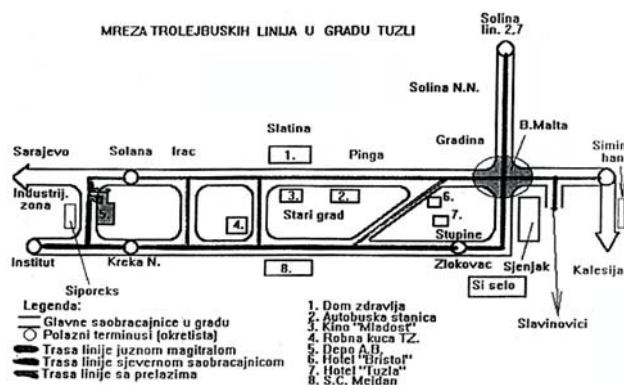 MREZA TROLEJBUSKIH LINIJA U GRADU TUZLI
Solina
lin. 2,7
Solina N.N.
Slatina
Gradina
B.Malta
Sarajevo
Solana
Irac
1.
Pinga
Simin
han
Industrij.
zona
5.
3.
2.
6.
Stari grad
4.
7.
Stupine
Institut
Kreka N.
8.
Zlokovac
Sjenjak
Kalesija
Siporeks
Si selo
Slavinovici
Legenda:
Glavne saobracajnice u gradu
Polazni terminusi (okretista)
Trasa linije juznom magitralom
Trasa linije sjevernom saobracajnicom
Trasa linije sa prelazima
1. Dom zdravlja
2. Autobuska stanica
3. Kino "Mladost"
4. Robna kuca TZ.
5. Depo A.B.
6. Hotel "Bristol"
7. Hotel "Tuzla"
8. S.C. Mejdan